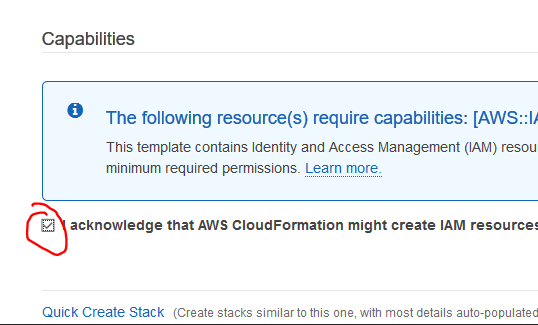 Capabilities
The following resource(s) require capabilities: [AWS::IA
This template contains Identity and Access Management (IAM) resou
minimum required permissions. Learn more.
I acknowledge that AWS CloudFormation might create IAM resources
Quick Create Stack (Create stacks similar to this one, with most details auto-populated